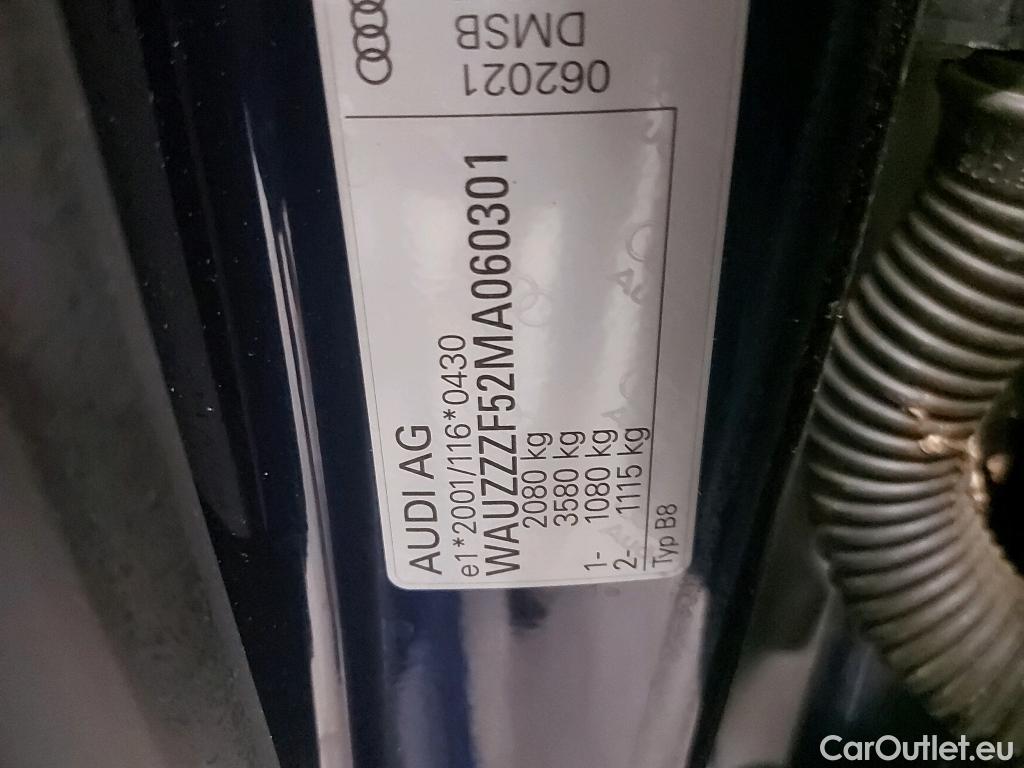 AUDI AG
e1*2001/116*0430
WAUZZZF52MA060301
2080 kg
3580 kg
1- 1080 kg
2- 1115 kg
Typ B8
062021
DMSB
CarOutlet.eu